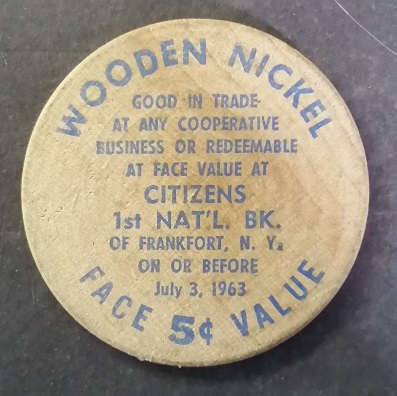 WOODEN NICKEL
GOOD IN TRADE
AT ANY COOPERATIVE
BUSINESS OR REDEEMABLE
AT FACE VALUE AT
CITIZENS
1st NAT'L. BK.
OF FRANKFORT, N. Y.
ON OR BEFORE
July 3, 1963
FACE 5¢ VALUE